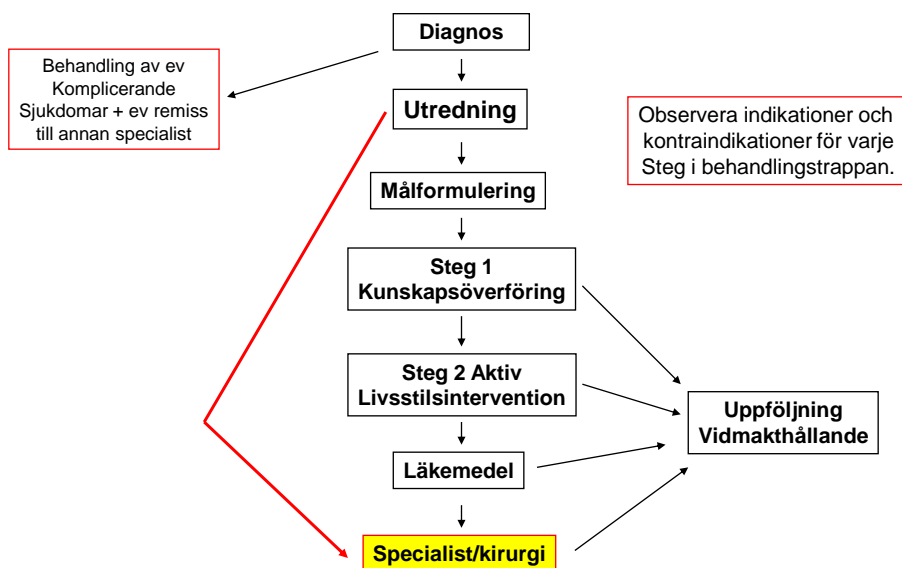 Diagnos
Behandling av ev
Komplicerande
Sjukdomar + ev remiss
till annan specialist
Utredning
Observera indikationer och
kontraindikationer för varje
Steg i behandlingstrappan.
Målformulering
Steg 1
Kunskapsöverföring
Steg 2 Aktiv
Livsstilsintervention
Uppföljning
Vidmakthållande
Läkemedel
Specialist/kirurgi